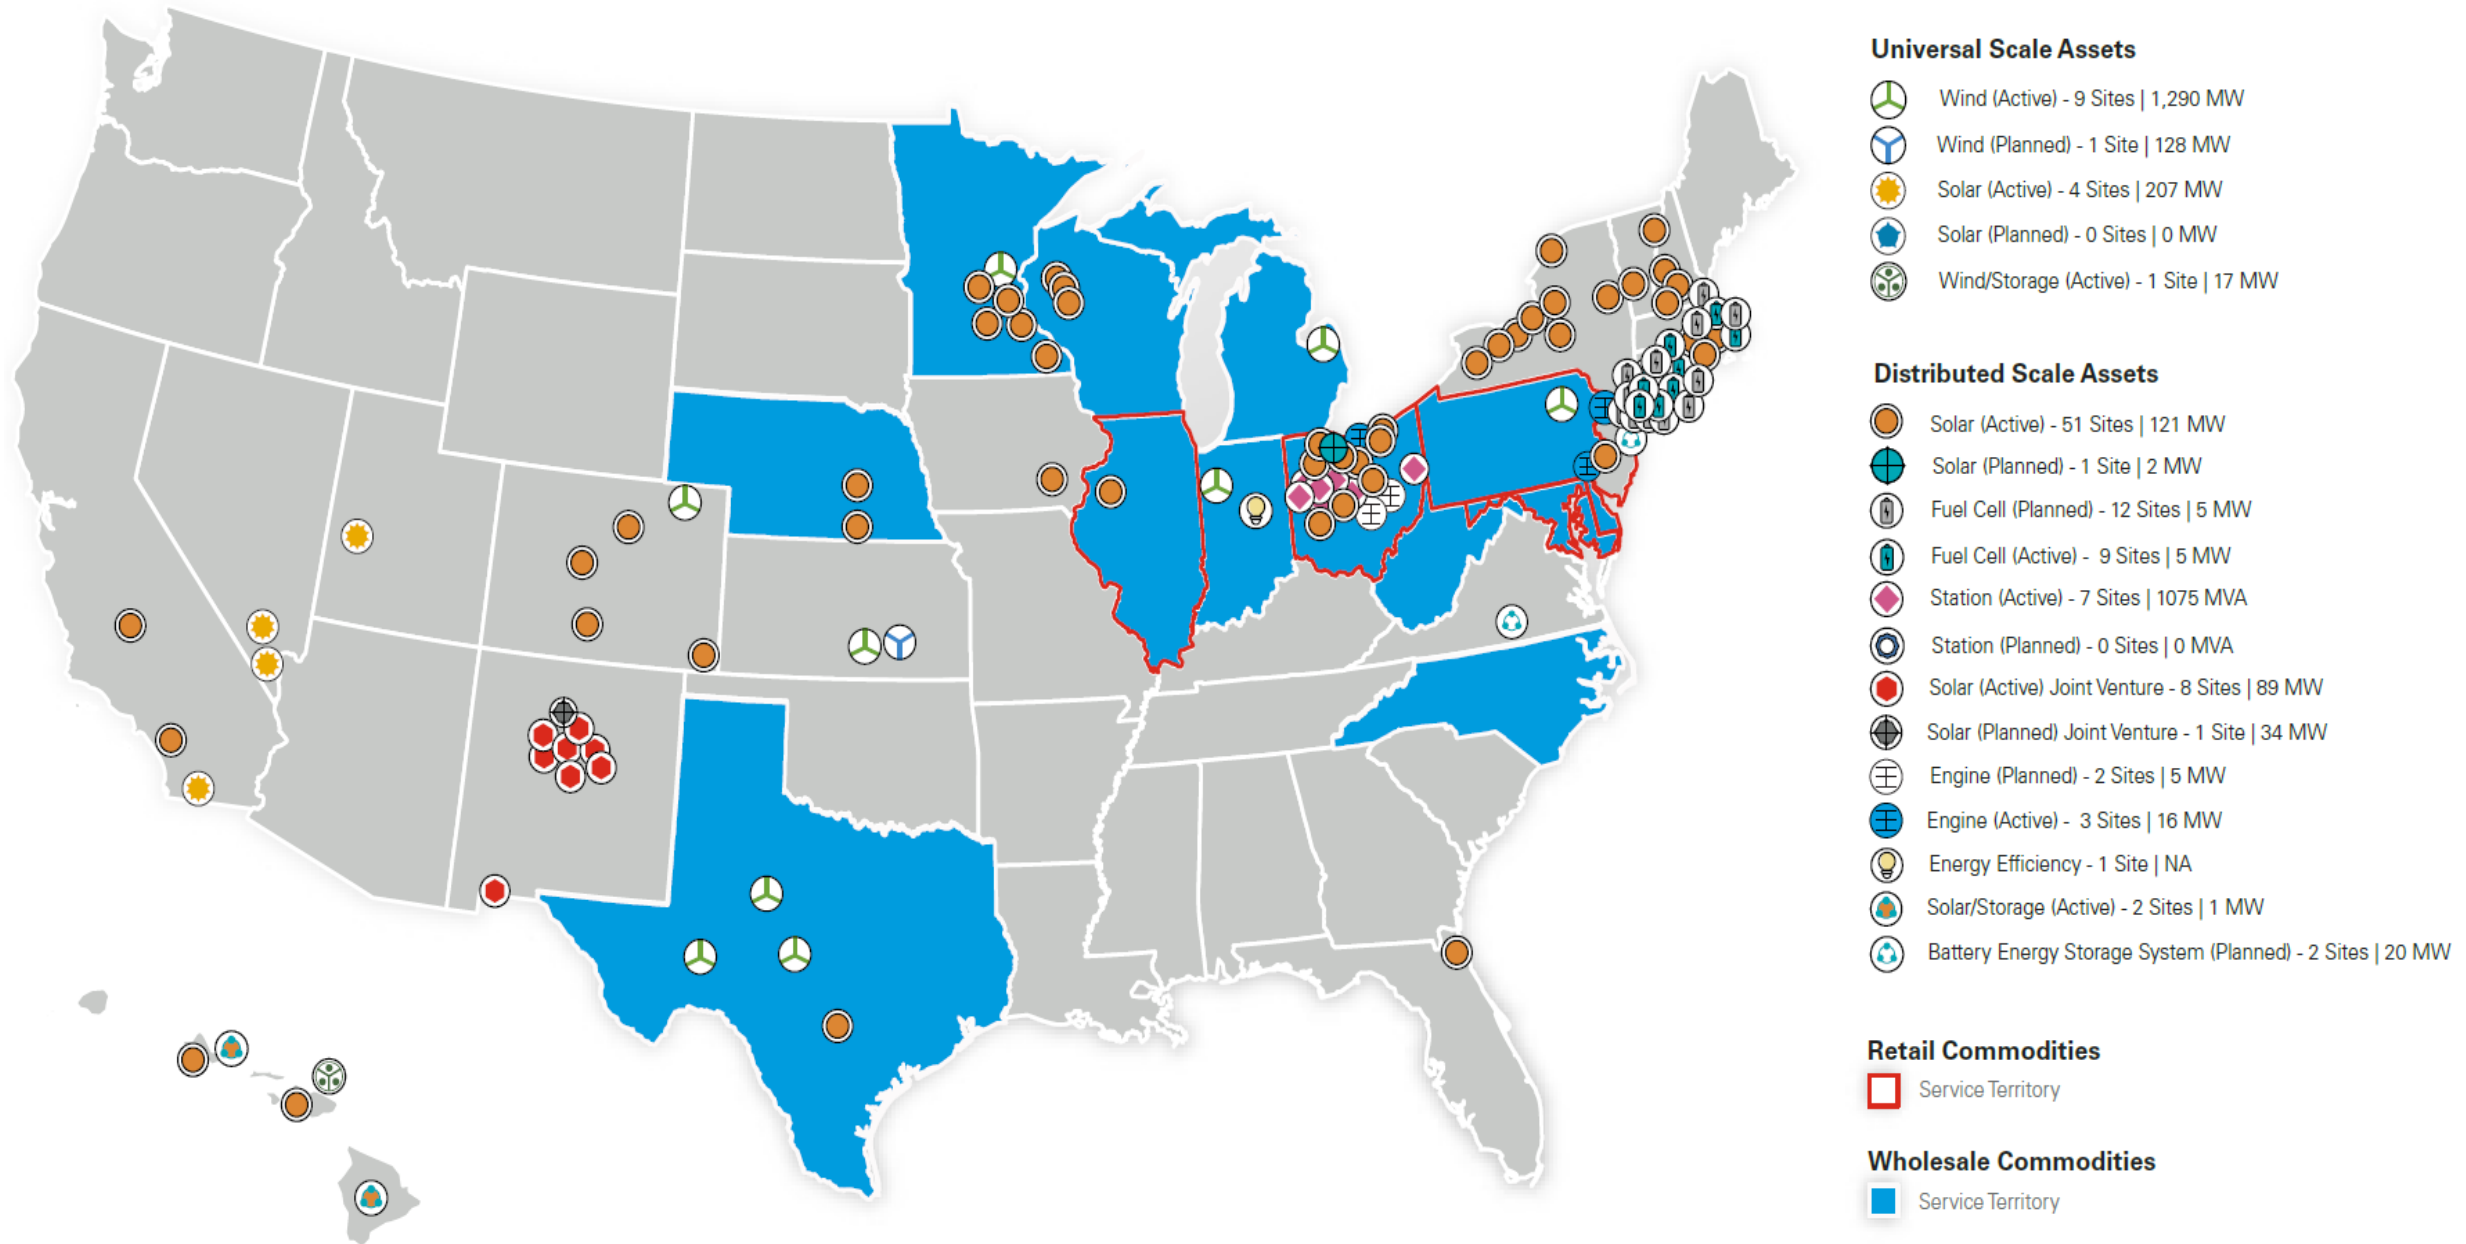 Universal Scale Assets
Wind (Active) - 9 Sites | 1,290 MW
Wind (Planned) - 1 Site | 128 MW
Solar (Active) - 4 Sites | 207 MW
Solar (Planned) - 0 Sites | 0 MW
Wind/Storage (Active) - 1 Site | 17 MW
Distributed Scale Assets
Solar (Active) - 51 Sites | 121 MW
Solar (Planned) - 1 Site | 2 MW
Fuel Cell (Planned) - 12 Sites | 5 MW
Fuel Cell (Active) - 9 Sites | 5 MW
Station (Active) - 7 Sites | 1075 MVA
Station (Planned) - 0 Sites | 0 MVA
Solar (Active) Joint Venture - 8 Sites | 89 MW
Solar (Planned) Joint Venture - 1 Site | 34 MW
Engine (Planned) - 2 Sites | 5 MW
Engine (Active) - 3 Sites | 16 MW
Energy Efficiency - 1 Site | NA
Solar/Storage (Active) - 2 Sites | 1 MW
Battery Energy Storage System (Planned) - 2 Sites | 20 MW
Retail Commodities
Service Territory
Wholesale Commodities
Service Territory